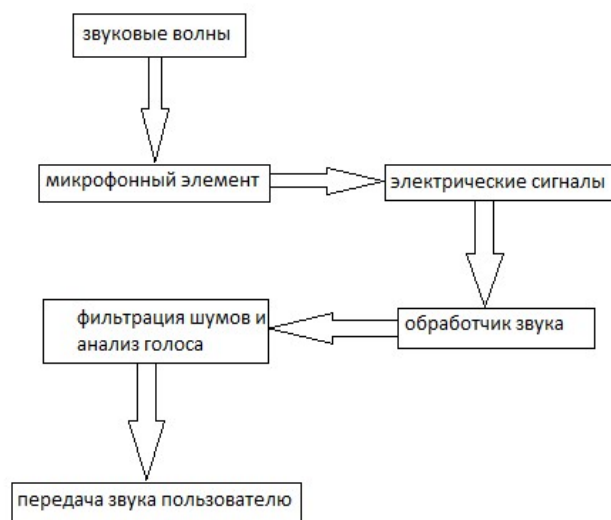 звуковые волны
микрофонный элемент
электрические сигналы
обработчик звука
фильтрация шумов и
анализ голоса
передача звука пользователю